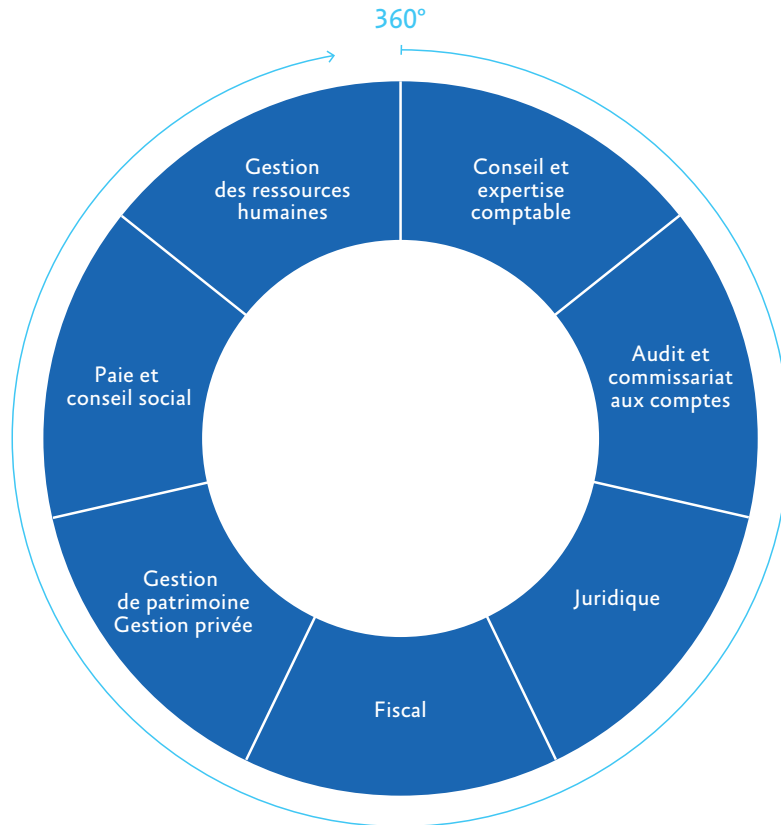 360°
Conseil et
expertise
comptable
Audit et
commissariat
aux comptes
Juridique
Fiscal
Gestion
de patrimoine
Gestion privée
Paie et
conseil social
Gestion
des ressources
humaines